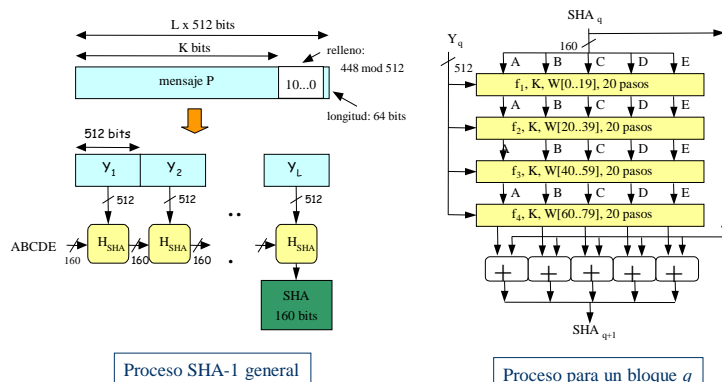 L x 512 bits
K bits
relleno:
448 mod 512
mensaje P
10...0
longitud: 64 bits
512 bits
Y1
Y2
YL
512
512
512
ABCDE
HSHA
HSHA
HSHA
160
160
160
160
SHA
160 bits
Proceso SHA-1 general
SHA q
160
Yq
512
A B C D E
f1, K, W[0..19], 20 pasos
A B C D E
f2, K, W[20..39], 20 pasos
A B C D E
f3, K, W[40..59], 20 pasos
A B C D E
f4, K, W[60..79], 20 pasos
+ + + + +
SHA q+1
Proceso para un bloque q